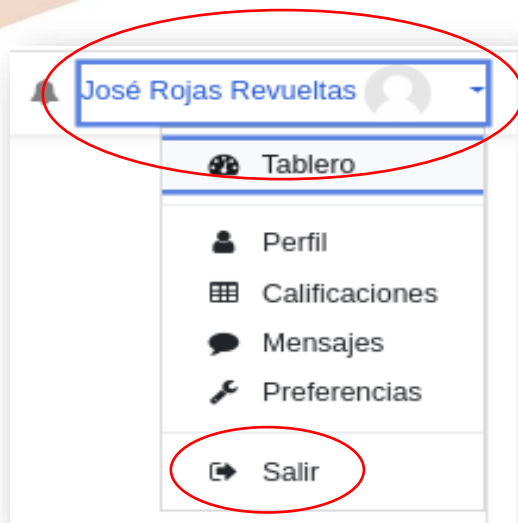 José Rojas Revueltas
Tablero
Perfil
Calificaciones
Mensajes
Preferencias
Salir